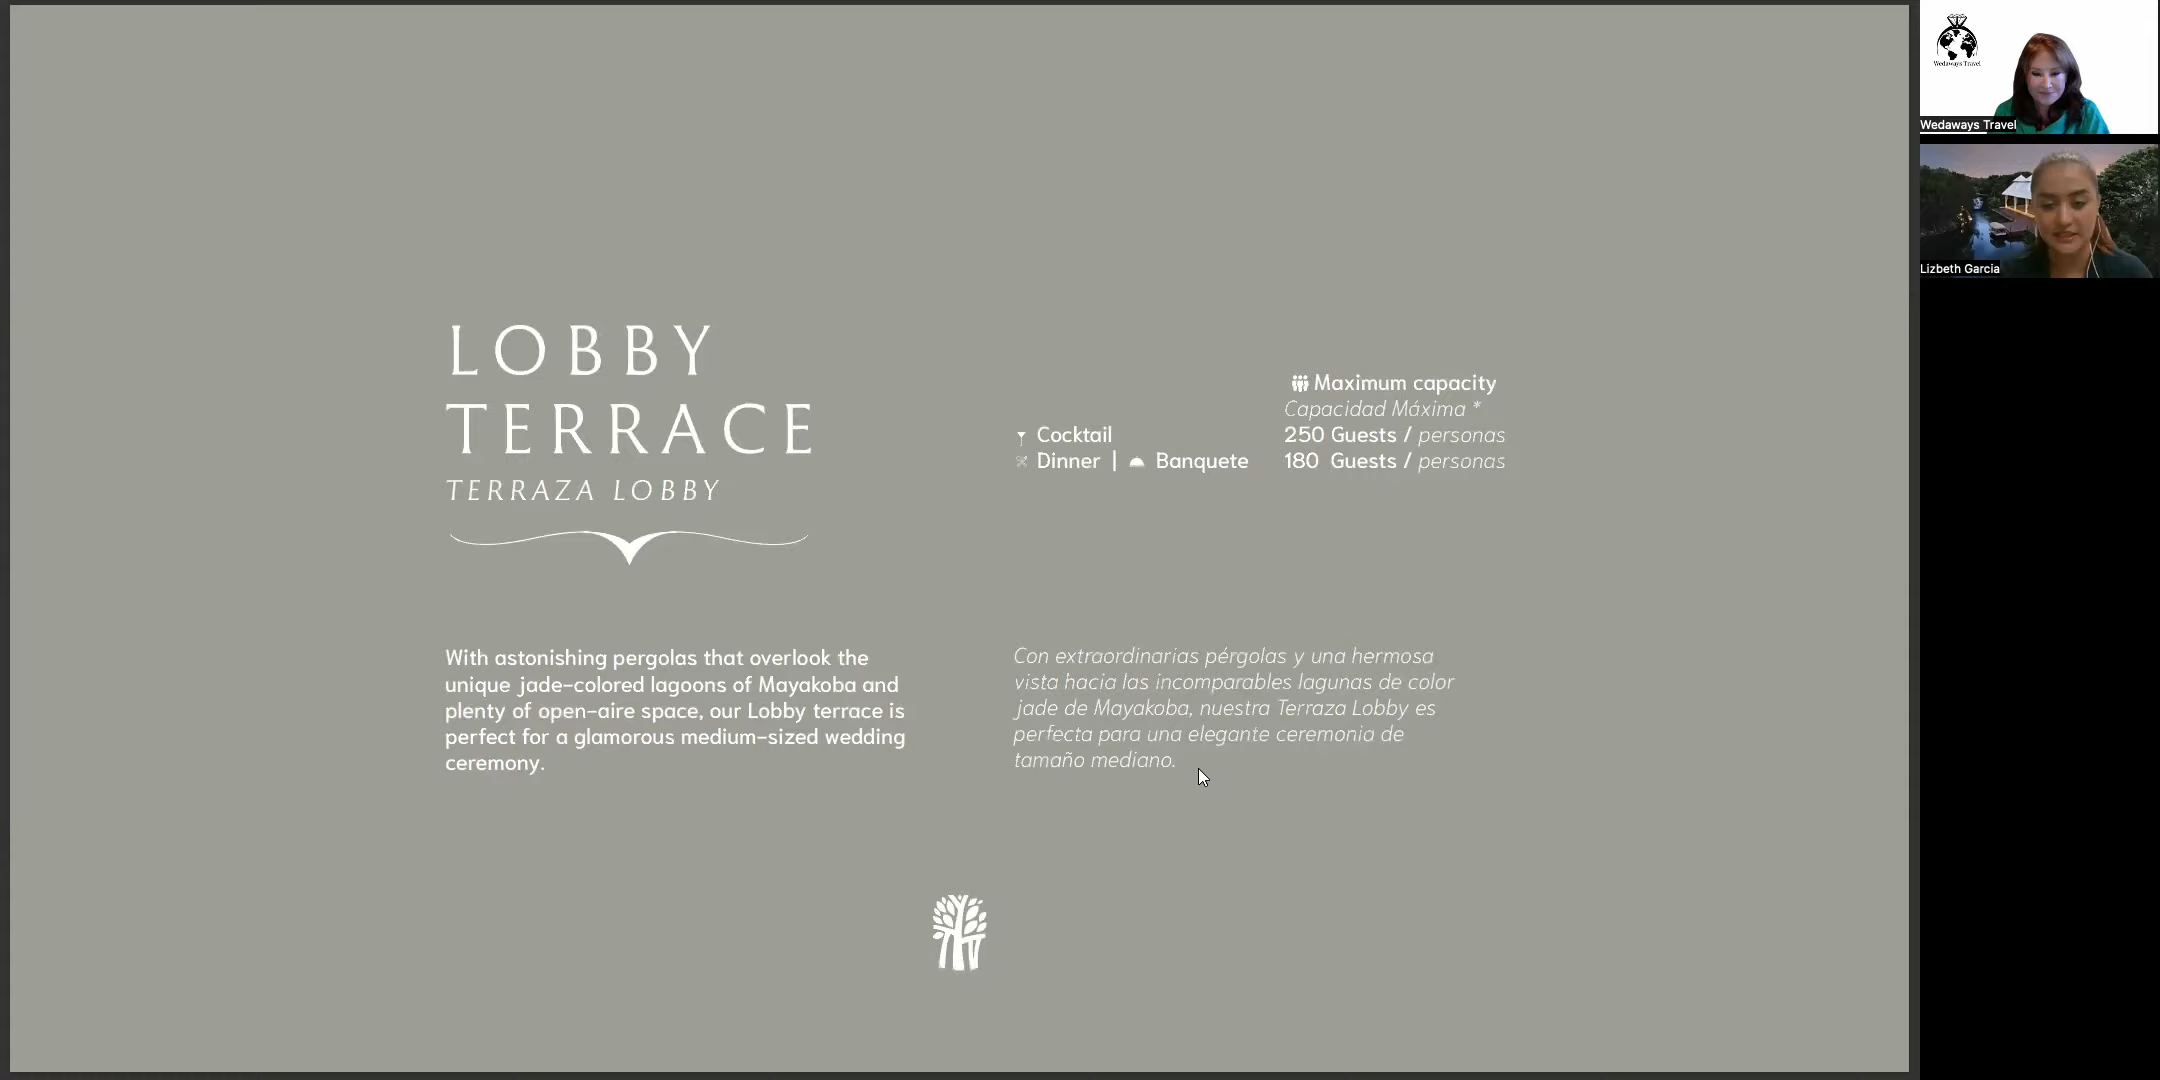 LOBBY
TERRACE
TERRAZA LOBBY
Maximum capacity
Capacidad Máxima *
Cocktail
250 Guests / personas
Dinner | Banquete
180 Guests / personas
With astonishing pergolas that overlook the
unique jade-colored lagoons of Mayakoba and
plenty of open-aire space, our Lobby terrace is
perfect for a glamorous medium-sized wedding
ceremony.
Con extraordinarias pérgolas y una hermosa
vista hacia las incomparables lagunas de color
jade de Mayakoba, nuestra Terraza Lobby es
perfecta para una elegante ceremonia de
tamaño mediano.
Wedaways Travel
Wedaways Travel
Lizbeth Garcia